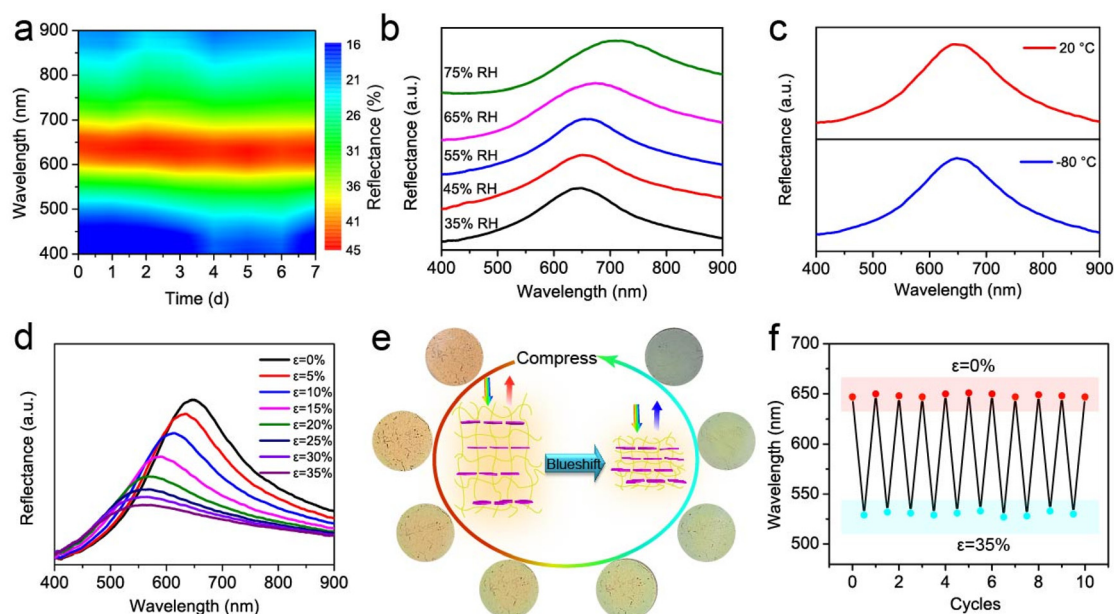 a
900
800
700
600
500
400
Wavelength (nm)
0 1 2 3 4 5 6 7
Time (d)
16
21
26
31
36
41
45
Reflectance (%)
b
Reflectance (a.u.)
75% RH
65% RH
55% RH
45% RH
35% RH
400 500 600 700 800 900
Wavelength (nm)
c
Reflectance (a.u.)
20 °C
-80 °C
400 500 600 700 800 900
Wavelength (nm)
d
Reflectance (a.u.)
ε=0%
ε=5%
ε=10%
ε=15%
ε=20%
ε=25%
ε=30%
ε=35%
400 500 600 700 800 900
Wavelength (nm)
e
Compress
Blueshift
f
700
650
600
550
500
Wavelength (nm)
ε=0%
ε=35%
0 2 4 6 8 10
Cycles